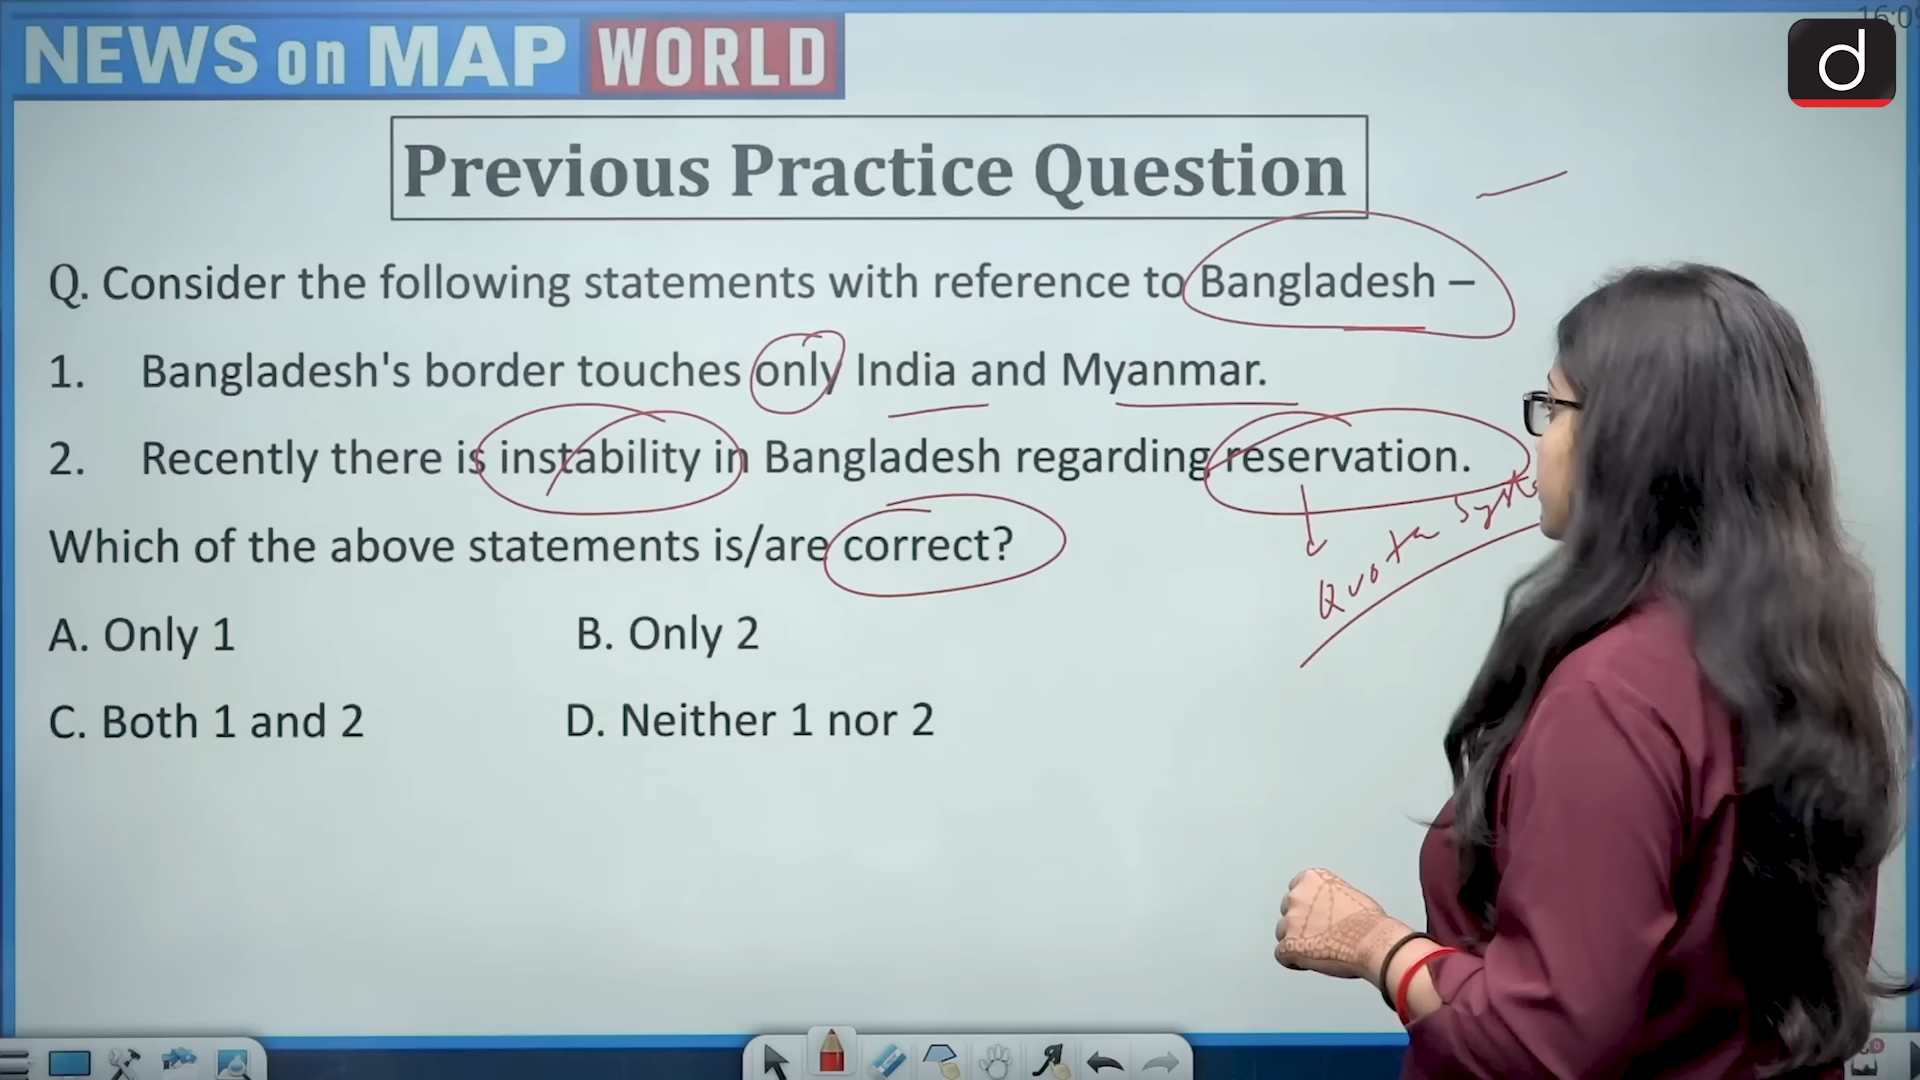 16:0
NEWS on MAP WORLD
d
Previous Practice Question
Q. Consider the following statements with reference to Bangladesh –
1. Bangladesh's border touches only India and Myanmar.
2. Recently there is instability in Bangladesh regarding reservation.
Quota
Which of the above statements is/are correct?
A. Only 1 B. Only 2
C. Both 1 and 2 D. Neither 1 nor 2